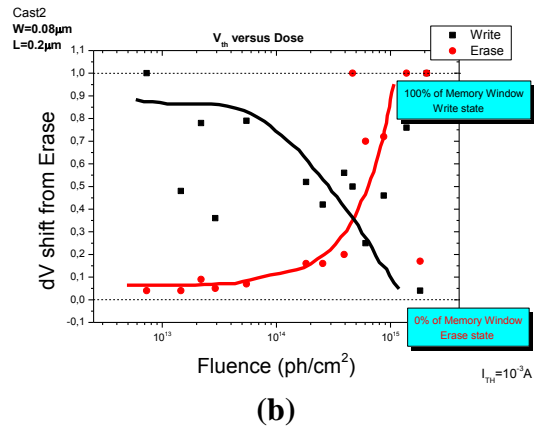 Cast2
W=0.08μm
L=0.2μm
V_th versus Dose
Write
Erase
1,1
1,0
0,9
0,8
0,7
0,6
0,5
0,4
0,3
0,2
0,1
0,0
-0,1
dV shift from Erase
100% of Memory Window
Write state
0% of Memory Window
Erase state
10^13
10^14
10^15
Fluence (ph/cm²)
I_TH=10^-3A
(b)